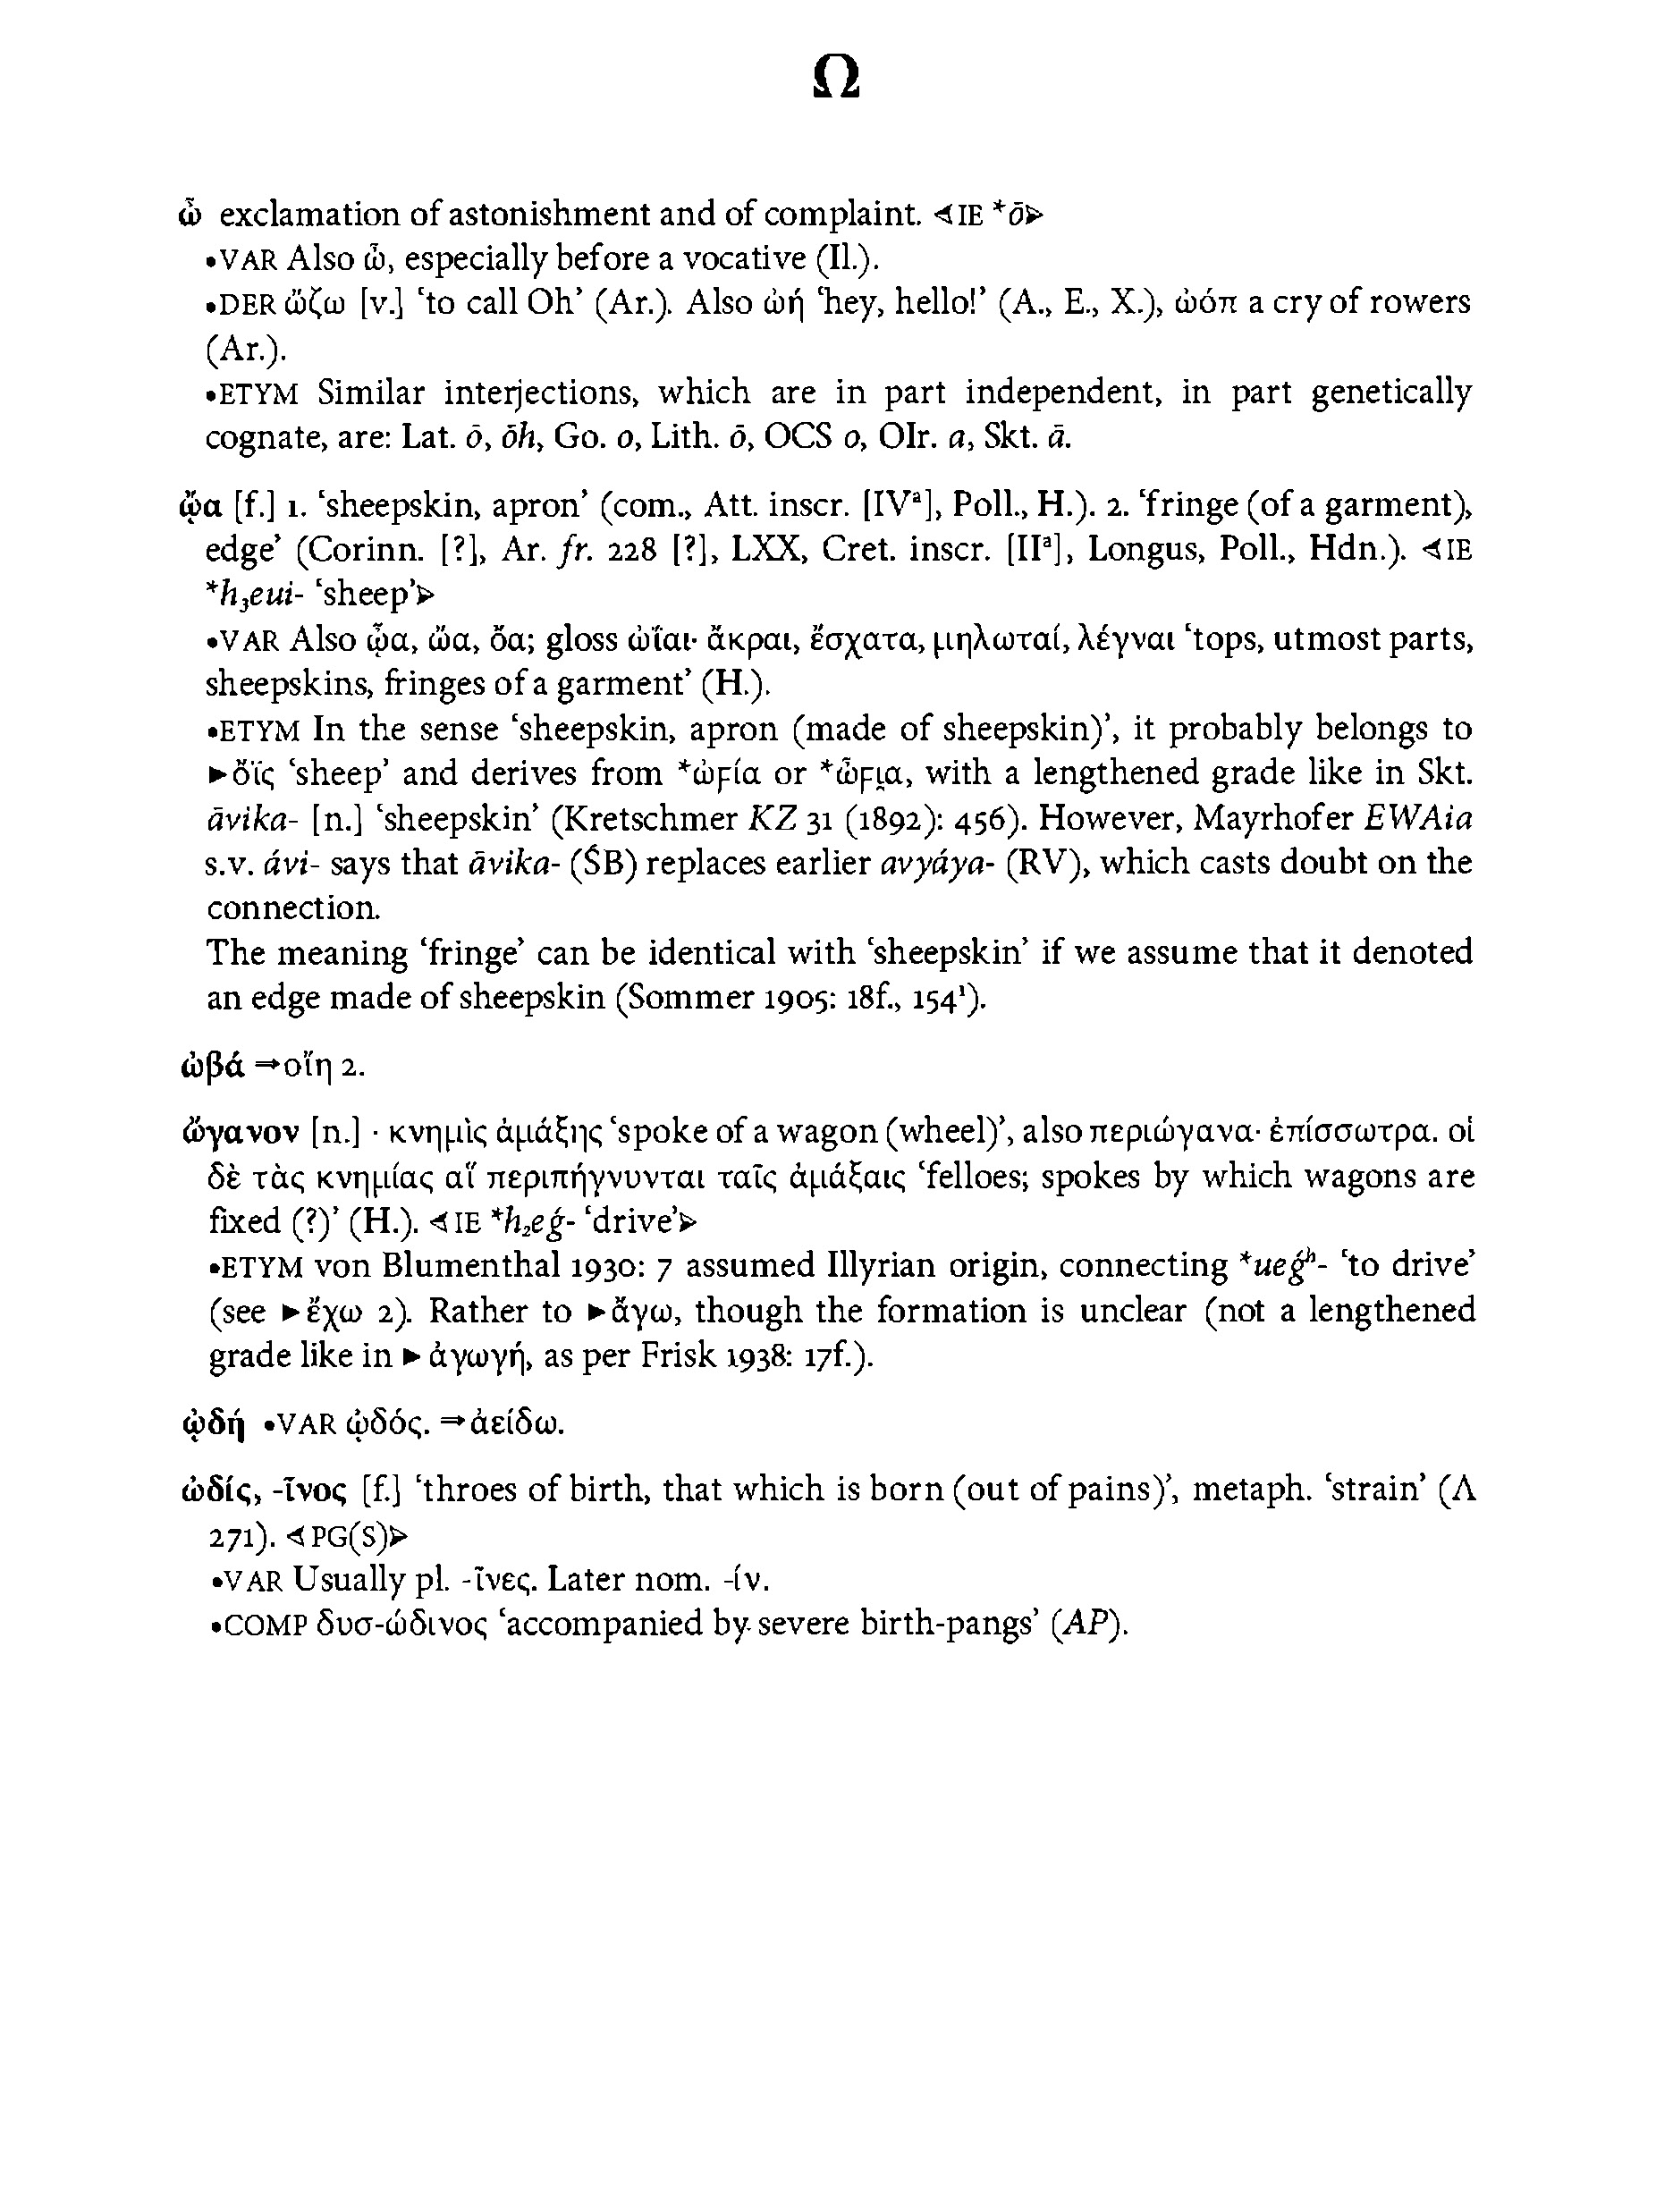 Ω
ὦ exclamation of astonishment and of complaint. ⊲IE *ō⊳
•VAR Also ὤ, especially before a vocative (Il.).
•DER ὤζω [v.] ‘to call Oh’ (Ar.). Also ὠή ‘hey, hello!’ (A., E., X.), ὠόπ a cry of rowers
(Ar.).
•ETYM Similar interjections, which are in part independent, in part genetically
cognate, are: Lat. ō, ōh, Go. o, Lith. õ, OCS o, OIr. a, Skt. ā.
ᾤα [f.] 1. ‘sheepskin, apron’ (com., Att. inscr. [IVᵃ], Poll., H.). 2. ‘fringe (of a garment),
edge’ (Corinn. [?], Ar. fr. 228 [?], LXX, Cret. inscr. [IIᵃ], Longus, Poll., Hdn.). ⊲IE
*h₃eui- ‘sheep’⊳
•VAR Also ᾦα, ὤα, ὄα; gloss ὠΐαι· ἄκραι, ἔσχατα, μηλωταί, λέγναι ‘tops, utmost parts,
sheepskins, fringes of a garment’ (H.).
•ETYM In the sense ‘sheepskin, apron (made of sheepskin)’, it probably belongs to
►ὄϊς ‘sheep’ and derives from *ὠϝία or *ὤϝι̯α, with a lengthened grade like in Skt.
āvika- [n.] ‘sheepskin’ (Kretschmer KZ 31 (1892): 456). However, Mayrhofer EWAia
s.v. ávi- says that āvika- (ŚB) replaces earlier avyáya- (RV), which casts doubt on the
connection.
The meaning ‘fringe’ can be identical with ‘sheepskin’ if we assume that it denoted
an edge made of sheepskin (Sommer 1905: 18f., 154¹).
ὠβά ⇒οἴη 2.
ὤγανον [n.] · κνημὶς ἁμάξης ‘spoke of a wagon (wheel)’, also περιώγανα· ἐπίσσωτρα. οἱ
δὲ τὰς κνημίας αἵ περιπήγνυνται ταῖς ἁμάξαις ‘felloes; spokes by which wagons are
fixed (?)’ (H.). ⊲IE *h₂eǵ- ‘drive’⊳
•ETYM von Blumenthal 1930: 7 assumed Illyrian origin, connecting *ueǵʰ- ‘to drive’
(see ►ἔχω 2). Rather to ►ἄγω, though the formation is unclear (not a lengthened
grade like in ►ἀγωγή, as per Frisk 1938: 17f.).
ᾠδή •VAR ᾠδός. ⇒ἀείδω.
ὠδίς, -ῖνος [f.] ‘throes of birth, that which is born (out of pains)’, metaph. ‘strain’ (Λ
271). ⊲PG(S)⊳
•VAR Usually pl. -ῖνες. Later nom. -ίν.
•COMP δυσ-ώδινος ‘accompanied by severe birth-pangs’ (AP).